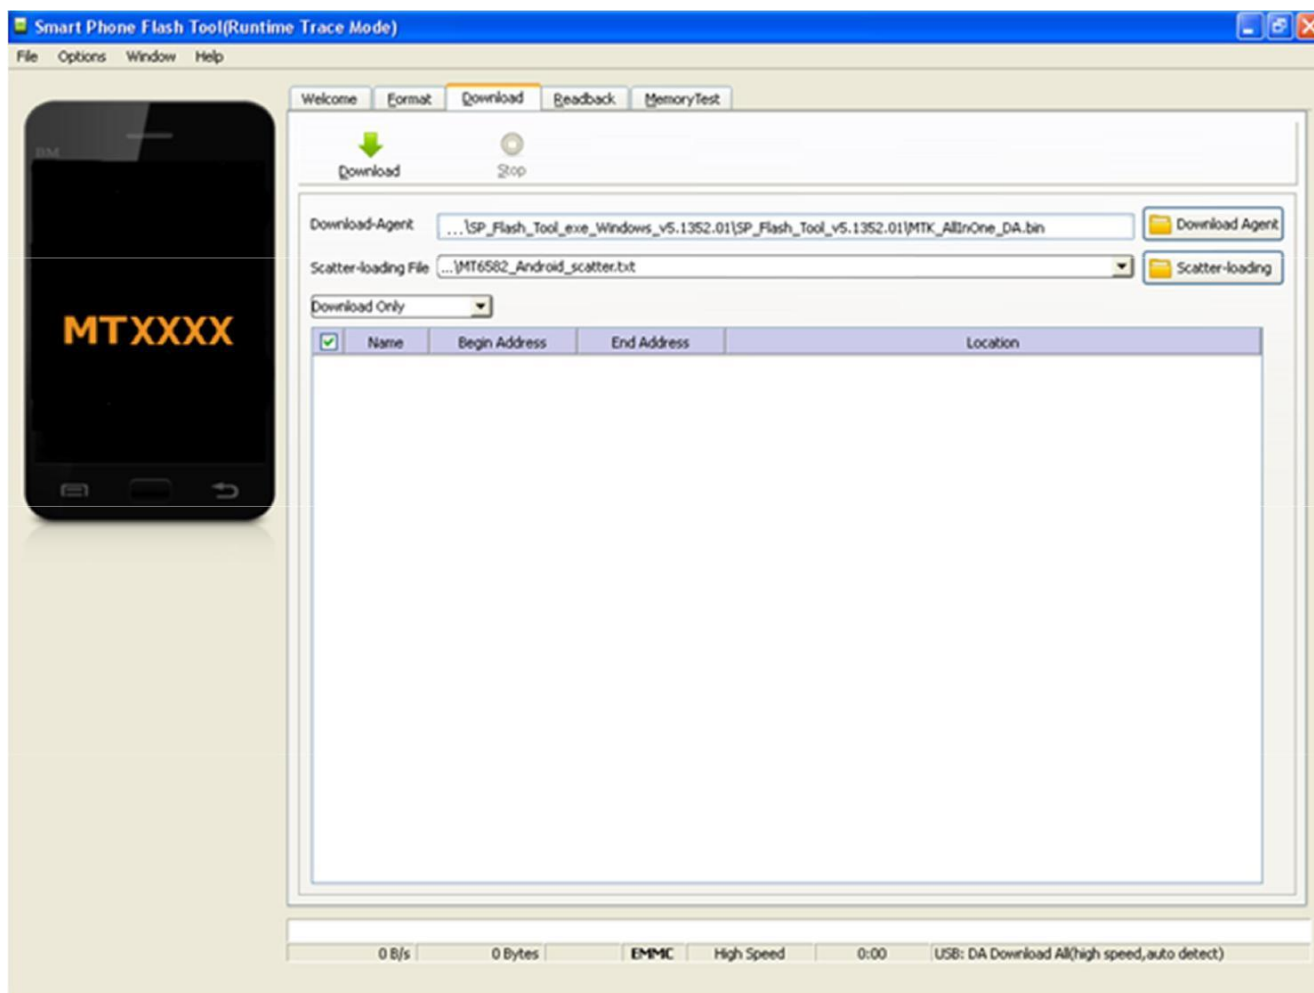 Smart Phone Flash Tool(Runtime Trace Mode)
File Options Window Help
Welcome Format Download Readback MemoryTest
BM
Download Stop
Download-Agent ...\SP_Flash_Tool_exe_Windows_v5.1352.01\SP_Flash_Tool_v5.1352.01\MTK_AllInOne_DA.bin Download Agent
Scatter-loading File ...\MT6582_Android_scatter.txt Scatter-loading
Download Only
MTXXXX
Name Begin Address End Address Location
0 B/s 0 Bytes EMMC High Speed 0:00 USB: DA Download All(high speed,auto detect)